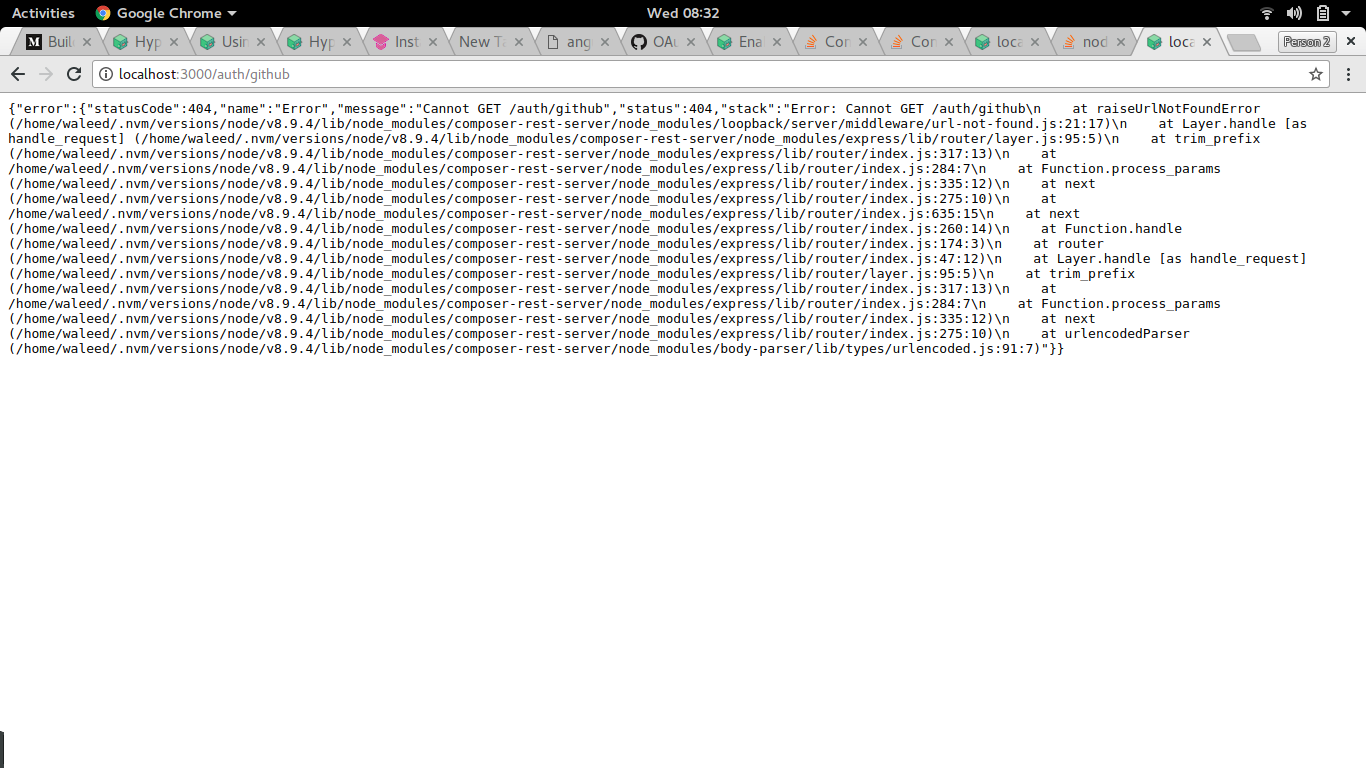 Activities Google Chrome Wed 08:32
Buil Hyp Usin Hyp Inst New Ta ang OAu Ena Con Con loca nod loca Person 2
localhost:3000/auth/github
{"error":{"statusCode":404,"name":"Error","message":"Cannot GET /auth/github","status":404,"stack":"Error: Cannot GET /auth/github\n    at raiseUrlNotFoundError
(/home/waleed/.nvm/versions/node/v8.9.4/lib/node_modules/composer-rest-server/node_modules/loopback/server/middleware/url-not-found.js:21:17)\n    at Layer.handle [as
handle_request] (/home/waleed/.nvm/versions/node/v8.9.4/lib/node_modules/composer-rest-server/node_modules/express/lib/router/layer.js:95:5)\n    at trim_prefix
(/home/waleed/.nvm/versions/node/v8.9.4/lib/node_modules/composer-rest-server/node_modules/express/lib/router/index.js:317:13)\n    at
/home/waleed/.nvm/versions/node/v8.9.4/lib/node_modules/composer-rest-server/node_modules/express/lib/router/index.js:284:7\n    at Function.process_params
(/home/waleed/.nvm/versions/node/v8.9.4/lib/node_modules/composer-rest-server/node_modules/express/lib/router/index.js:335:12)\n    at next
(/home/waleed/.nvm/versions/node/v8.9.4/lib/node_modules/composer-rest-server/node_modules/express/lib/router/index.js:275:10)\n    at
/home/waleed/.nvm/versions/node/v8.9.4/lib/node_modules/composer-rest-server/node_modules/express/lib/router/index.js:635:15\n    at next
(/home/waleed/.nvm/versions/node/v8.9.4/lib/node_modules/composer-rest-server/node_modules/express/lib/router/index.js:260:14)\n    at Function.handle
(/home/waleed/.nvm/versions/node/v8.9.4/lib/node_modules/composer-rest-server/node_modules/express/lib/router/index.js:174:3)\n    at router
(/home/waleed/.nvm/versions/node/v8.9.4/lib/node_modules/composer-rest-server/node_modules/express/lib/router/index.js:47:12)\n    at Layer.handle [as handle_request]
(/home/waleed/.nvm/versions/node/v8.9.4/lib/node_modules/composer-rest-server/node_modules/express/lib/router/layer.js:95:5)\n    at trim_prefix
(/home/waleed/.nvm/versions/node/v8.9.4/lib/node_modules/composer-rest-server/node_modules/express/lib/router/index.js:317:13)\n    at
/home/waleed/.nvm/versions/node/v8.9.4/lib/node_modules/composer-rest-server/node_modules/express/lib/router/index.js:284:7\n    at Function.process_params
(/home/waleed/.nvm/versions/node/v8.9.4/lib/node_modules/composer-rest-server/node_modules/express/lib/router/index.js:335:12)\n    at next
(/home/waleed/.nvm/versions/node/v8.9.4/lib/node_modules/composer-rest-server/node_modules/express/lib/router/index.js:275:10)\n    at urlencodedParser
(/home/waleed/.nvm/versions/node/v8.9.4/lib/node_modules/composer-rest-server/node_modules/body-parser/lib/types/urlencoded.js:91:7)"}}